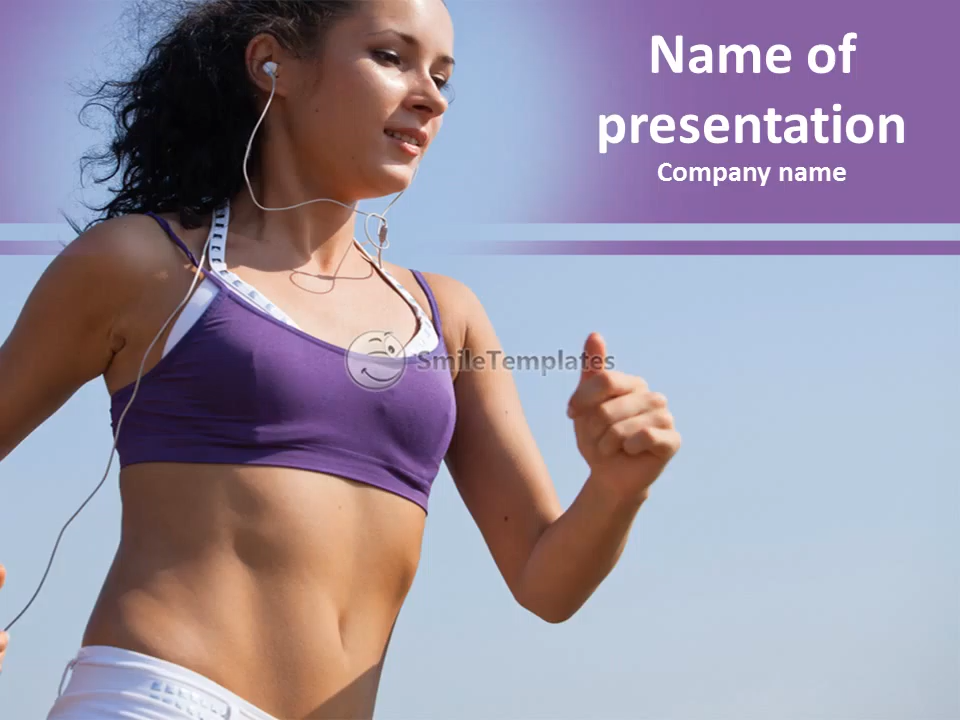 Name of
presentation
Company name
SmileTemplates